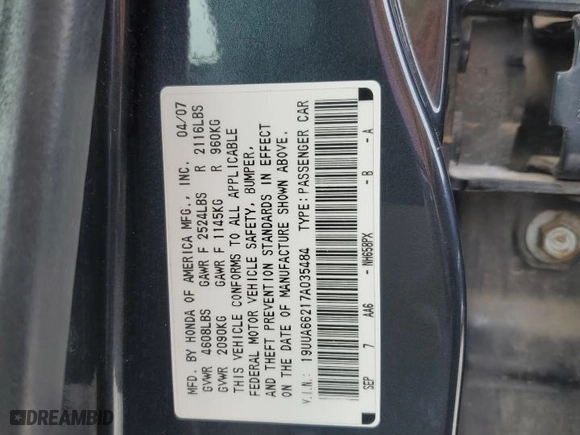 MFD. BY HONDA OF AMERICA MFG., INC. 04/07
GVWR 4608LBS GAWR F 2524LBS R 2116LBS
GVWR 2090KG GAWR F 1145KG R 960KG
THIS VEHICLE CONFORMS TO ALL APPLICABLE
FEDERAL MOTOR VEHICLE SAFETY, BUMPER,
AND THEFT PREVENTION STANDARDS IN EFFECT
ON THE DATE OF MANUFACTURE SHOWN ABOVE.
V.I.N.: 19UUA66217A035484 TYPE: PASSENGER CAR
SEP 7 AA6 - NH658PX - B - A
DREAMBID